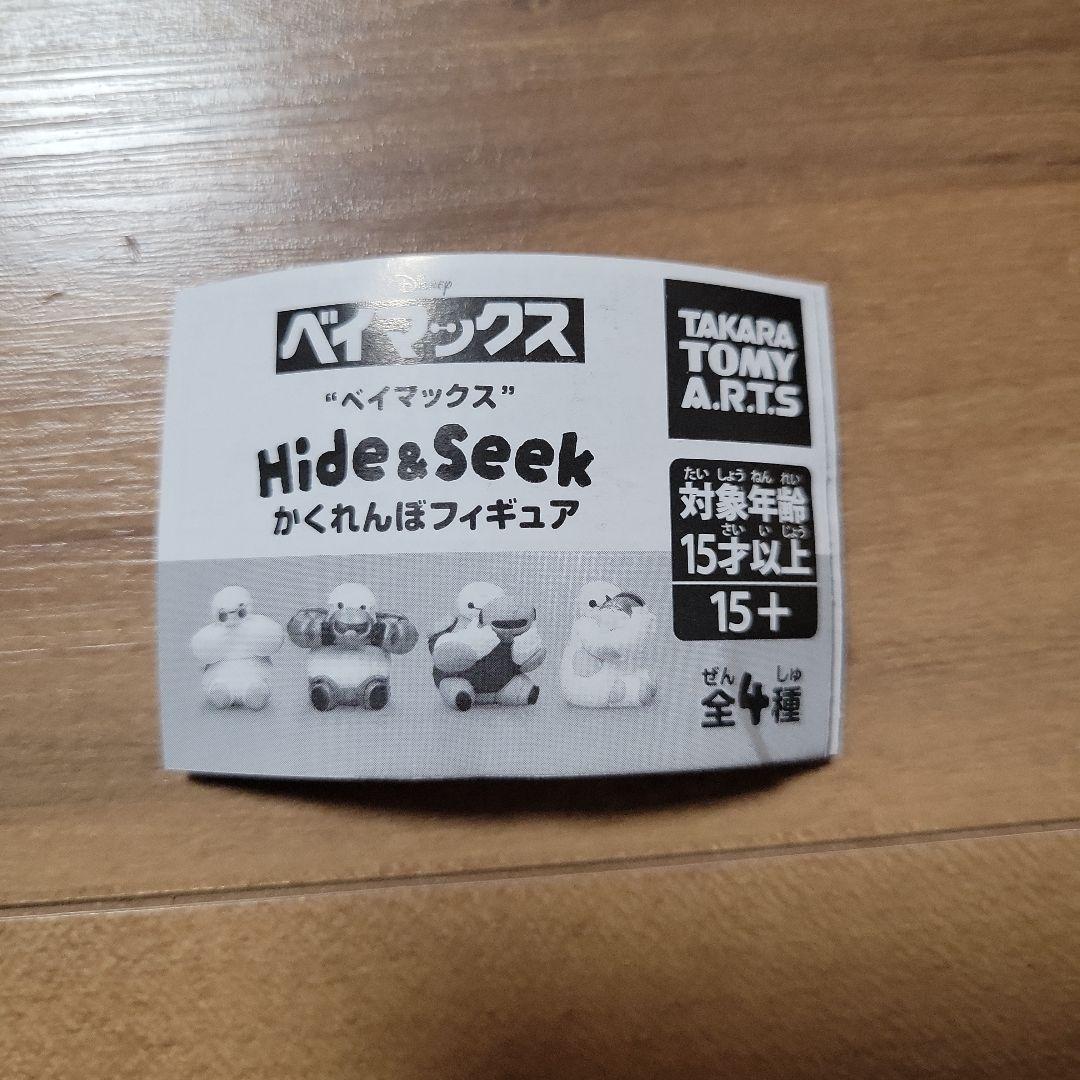 Disney
ベイマックス
“ベイマックス”
Hide&Seek
かくれんぼフィギュア
TAKARA
TOMY
A.R.T.S
たいしょうねんれい
対象年齢
さいいじょう
15才以上
15+
ぜん しゅ
全4種